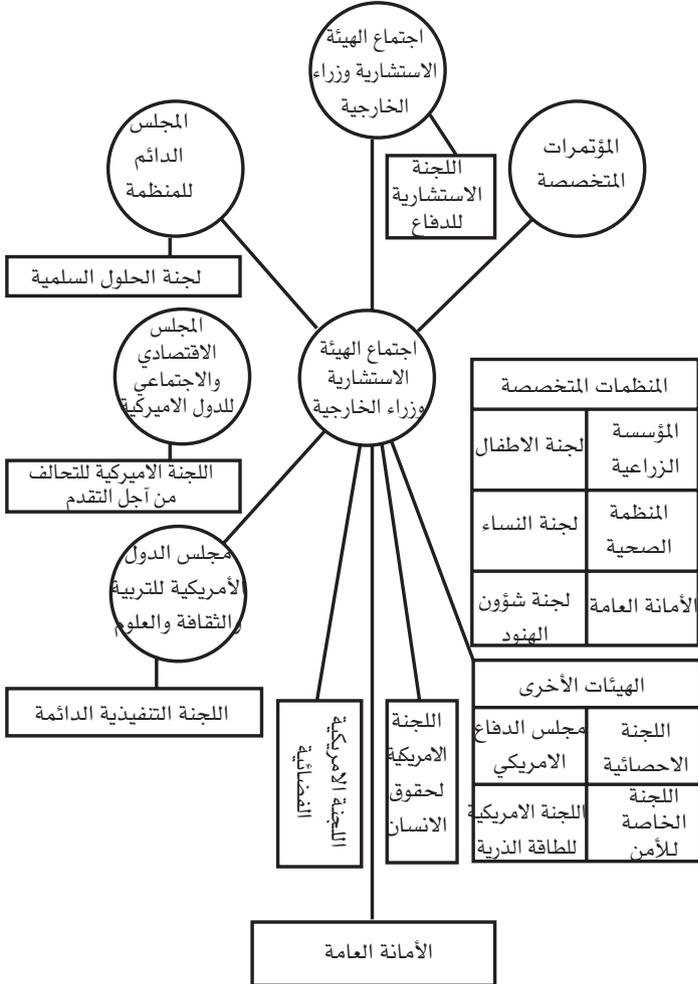 اجتماع الهيئة
الاستشارية وزراء
الخارجية
المؤتمرات
المتخصصة
اللجنة
الاستشارية
للدفاع
المجلس
الدائم
للمنظمة
لجنة الحلول السلمية
اجتماع الهيئة
الاستشارية
وزراء الخارجية
المجلس
الاقتصادي
والاجتماعي
للدول الاميركية
اللجنة الاميركية للتحالف
من آجل التقدم
مجلس الدول
الأمريكية للتربية
والثقافة والعلوم
اللجنة التنفيذية الدائمة
المنظمات المتخصصة
المؤسسة
الزراعية
لجنة الاطفال
المنظمة
الصحية
لجنة النساء
الأمانة العامة
لجنة شؤون
الهنود
الهيئات الأخرى
اللجنة
الاحصائية
مجلس الدفاع
الامريكي
اللجنة
الخاصة
للأمن
اللجنة الامريكية
للطاقة الذرية
اللجنة
الامريكية
لحقوق
الانسان
اللجنة الامريكية
الفضائية
الأمانة العامة